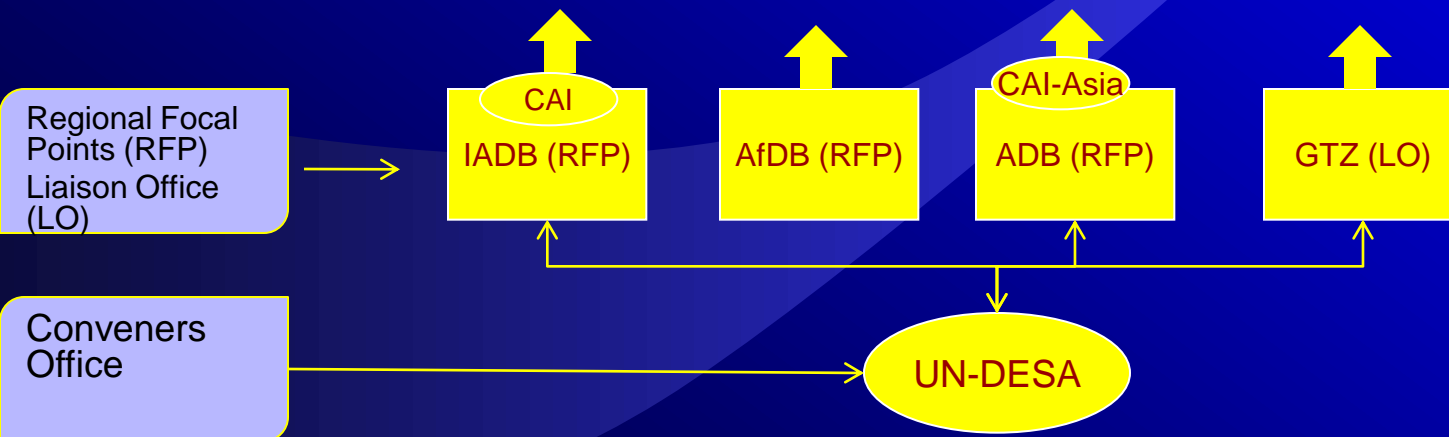 CAI
CAI-Asia
Regional Focal
Points (RFP)
Liaison Office
(LO)
IADB (RFP)
AfDB (RFP)
ADB (RFP)
GTZ (LO)
Conveners
Office
UN-DESA